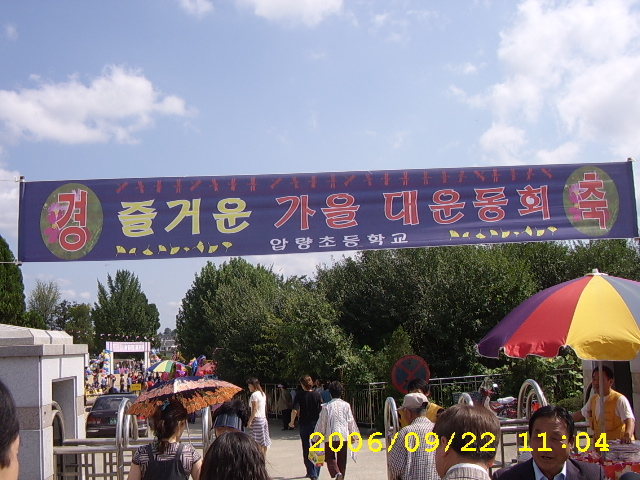 경 즐거운 가을 대운동회 축
압량초등학교
2006/09/22 11:04